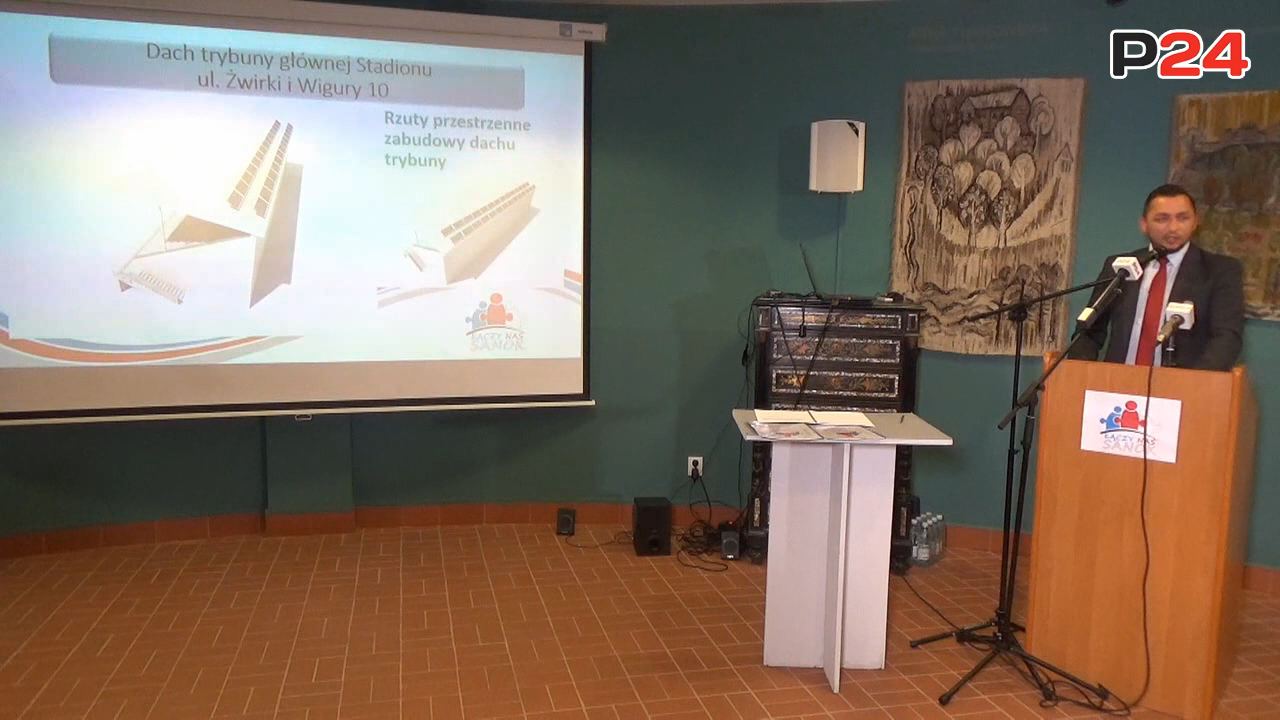 P24
Dach trybuny głównej Stadionu
ul. Żwirki i Wigury 10
Rzuty przestrzenne
zabudowy dachu
trybuny
ŁĄCZY NAS
SANOK
ŁĄCZY NAS
SANOK